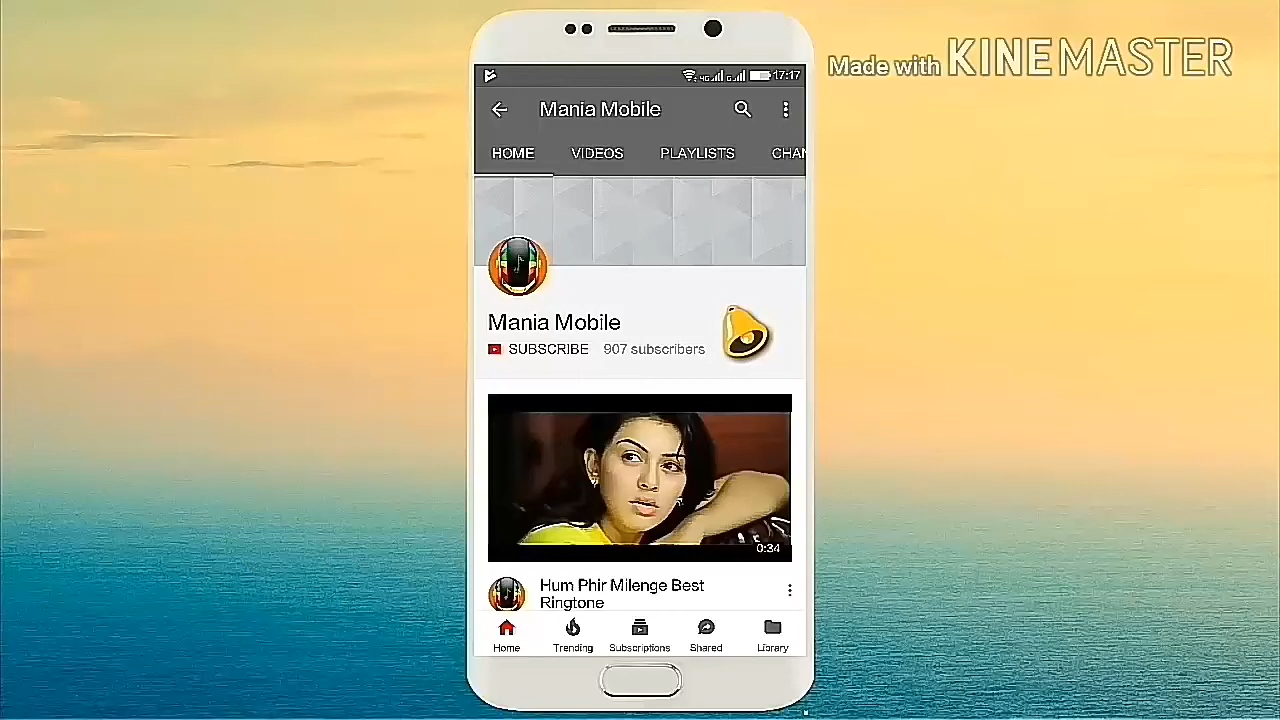 Made with KINEMASTER
4G G 17:17
Mania Mobile
HOME VIDEOS PLAYLISTS CHAN
Mania Mobile
SUBSCRIBE 907 subscribers
0:34
Hum Phir Milenge Best
Ringtone
Home Trending Subscriptions Shared Library